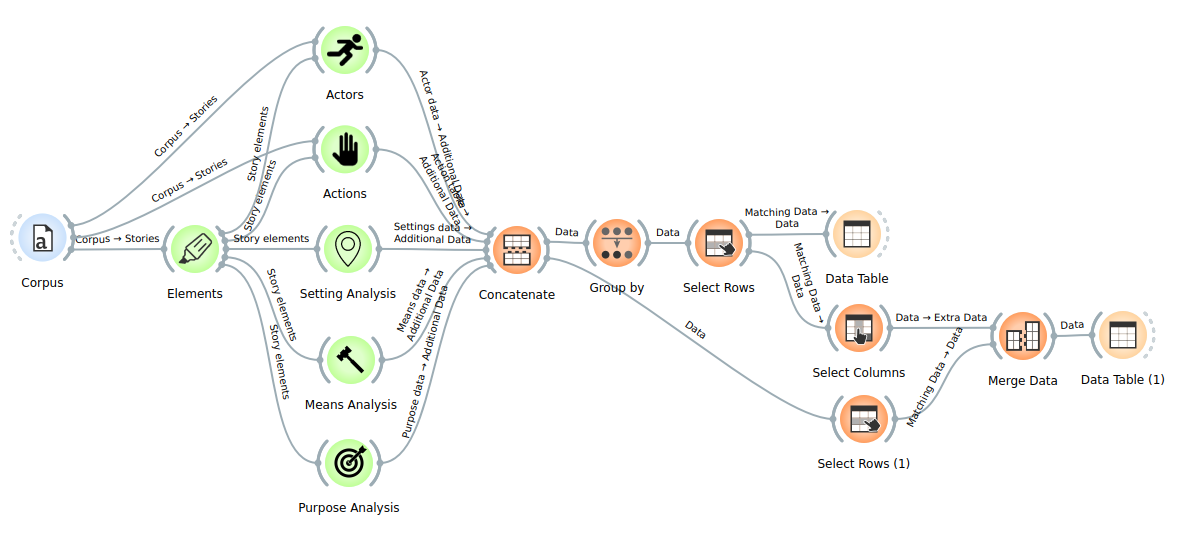 Corpus → Stories
Corpus → Stories
Corpus → Stories
Story elements
Story elements
Story elements
Story elements
Story elements
Actors
Actions
a
Corpus
Elements
Setting Analysis
Means Analysis
Purpose Analysis
Actor data → Additional Data
Additional Data
Settings data →
Additional Data
Means data →
Additional Data
Purpose data → Additional Data
Concatenate
Data
Group by
Data
Select Rows
Matching Data →
Data
Data Table
Matching Data →
Data
Data
Select Columns
Data → Extra Data
Select Rows (1)
Matching Data → Data
Merge Data
Data
Data Table (1)